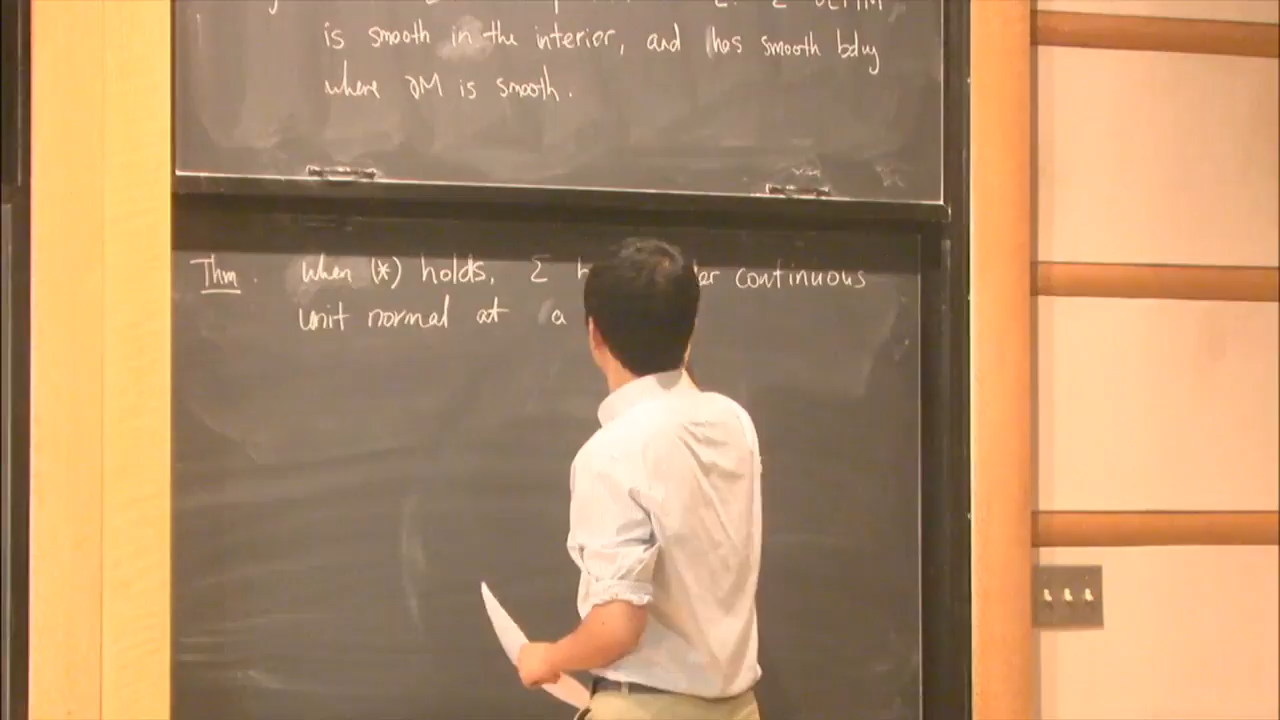 is smooth in the interior, and has smooth bdry
where ∂M is smooth.
Thm. When (*) holds, Σ continuous
unit normal at a